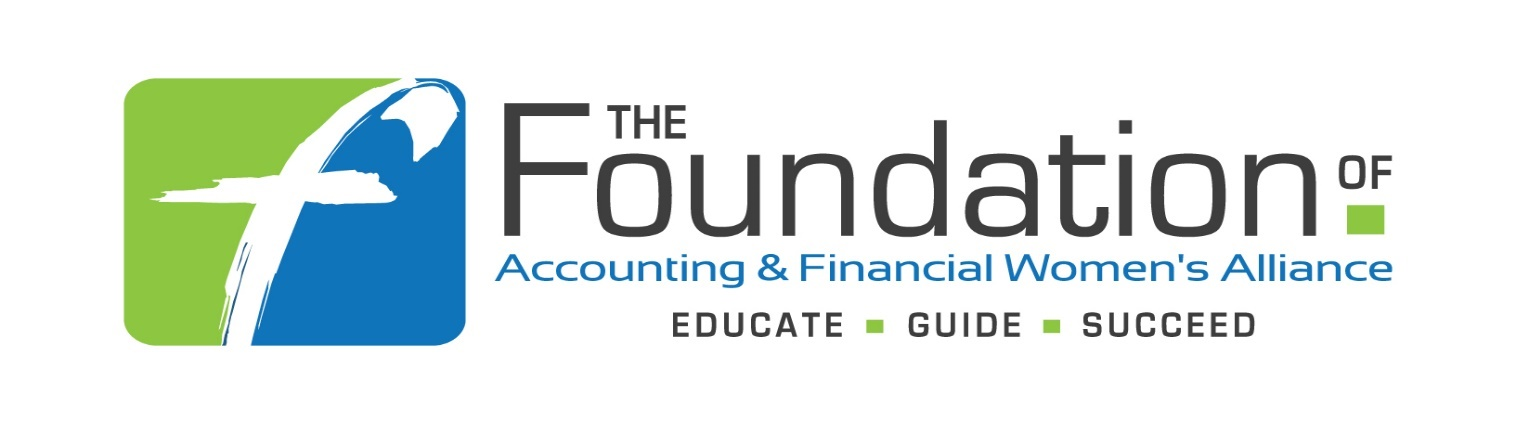 THE
Foundation OF
Accounting & Financial Women's Alliance
EDUCATE ▪ GUIDE ▪ SUCCEED